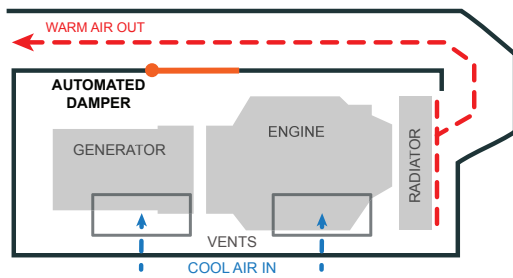 WARM AIR OUT
AUTOMATED
DAMPER
GENERATOR
ENGINE
RADIATOR
VENTS
COOL AIR IN